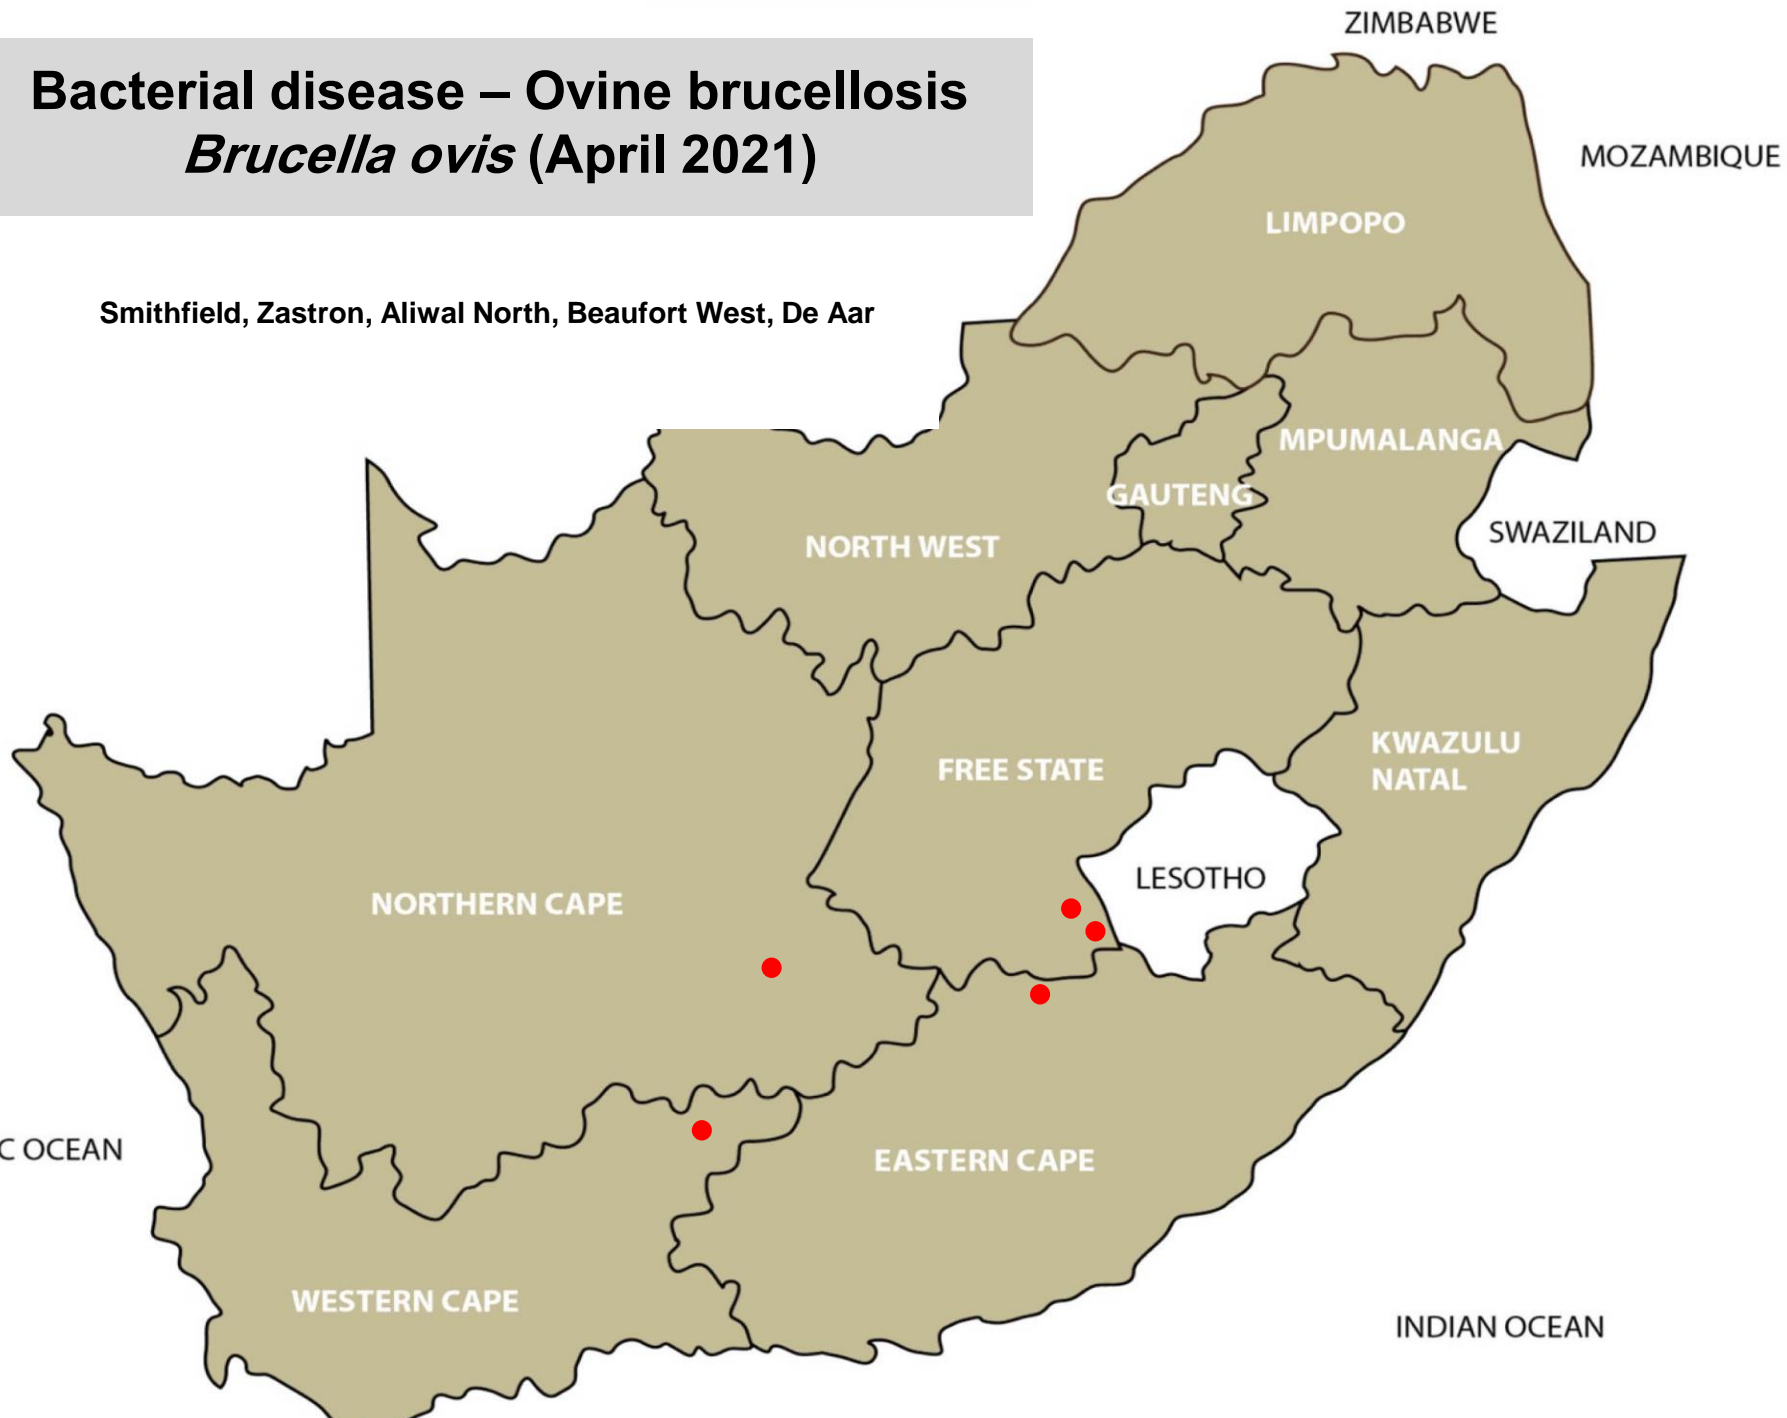 Bacterial disease – Ovine brucellosis
Brucella ovis (April 2021)
Smithfield, Zastron, Aliwal North, Beaufort West, De Aar
ZIMBABWE
MOZAMBIQUE
LIMPOPO
MPUMALANGA
GAUTENG
SWAZILAND
NORTH WEST
KWAZULU
NATAL
FREE STATE
LESOTHO
NORTHERN CAPE
C OCEAN
EASTERN CAPE
WESTERN CAPE
INDIAN OCEAN